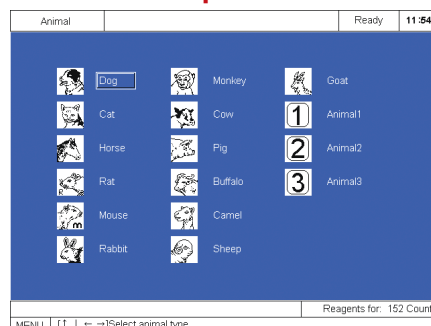 Animal Ready 11:54
Dog Monkey Goat
Cat Cow 1 Animal1
Horse Pig 2 Animal2
R Rat Buffalo 3 Animal3
m Mouse Camel
Rabbit Sheep
Reagents for: 152 Count
MENU [↑ ↓ ← →]Select animal type